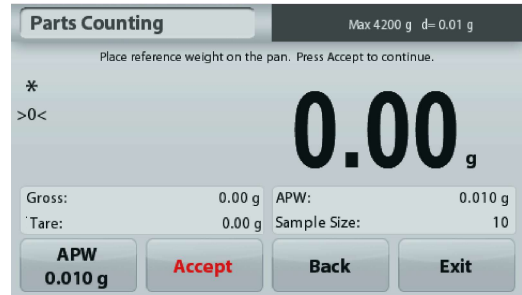 Parts Counting
Max 4200 g d= 0.01 g
Place reference weight on the pan. Press Accept to continue.
*
>0<
0.00 g
Gross: 0.00 g
Tare: 0.00 g
APW: 0.010 g
Sample Size: 10
APW
0.010 g
Accept
Back
Exit